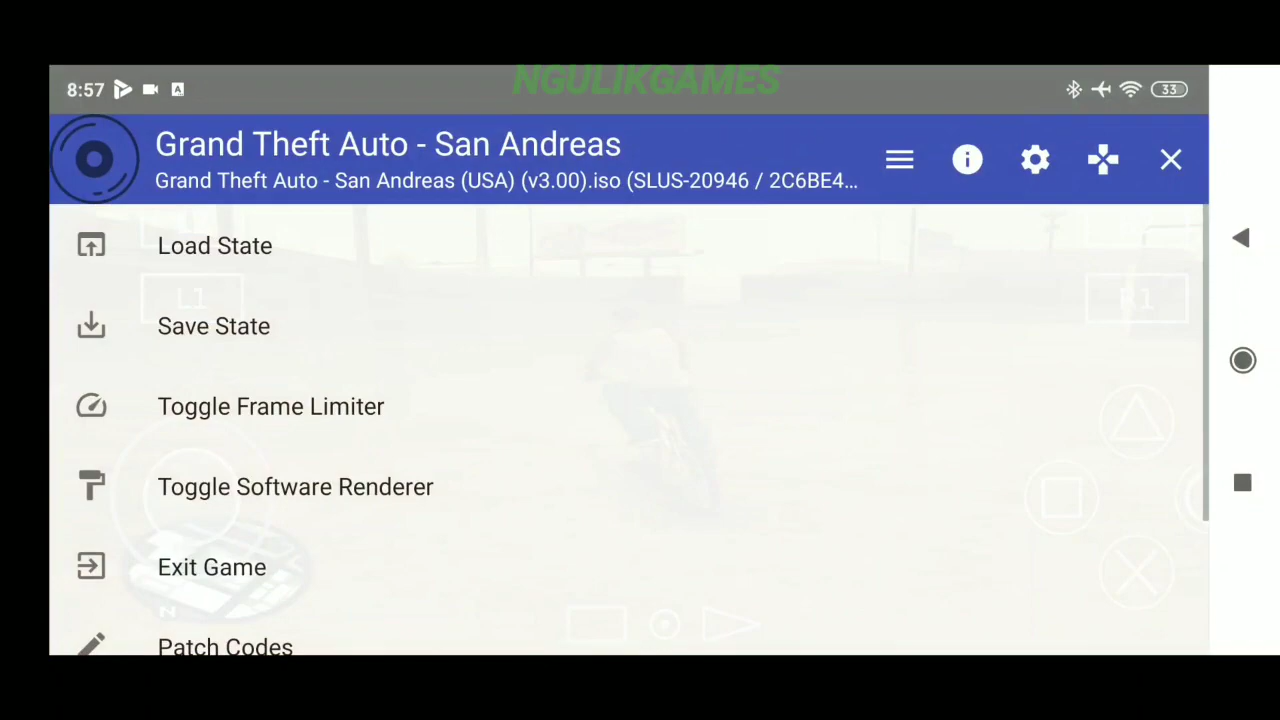 NGULIKGAMES
8:57
33
Grand Theft Auto - San Andreas
Grand Theft Auto - San Andreas (USA) (v3.00).iso (SLUS-20946 / 2C6BE4...
Load State
L1
Save State
Toggle Frame Limiter
Toggle Software Renderer
Exit Game
N
Patch Codes